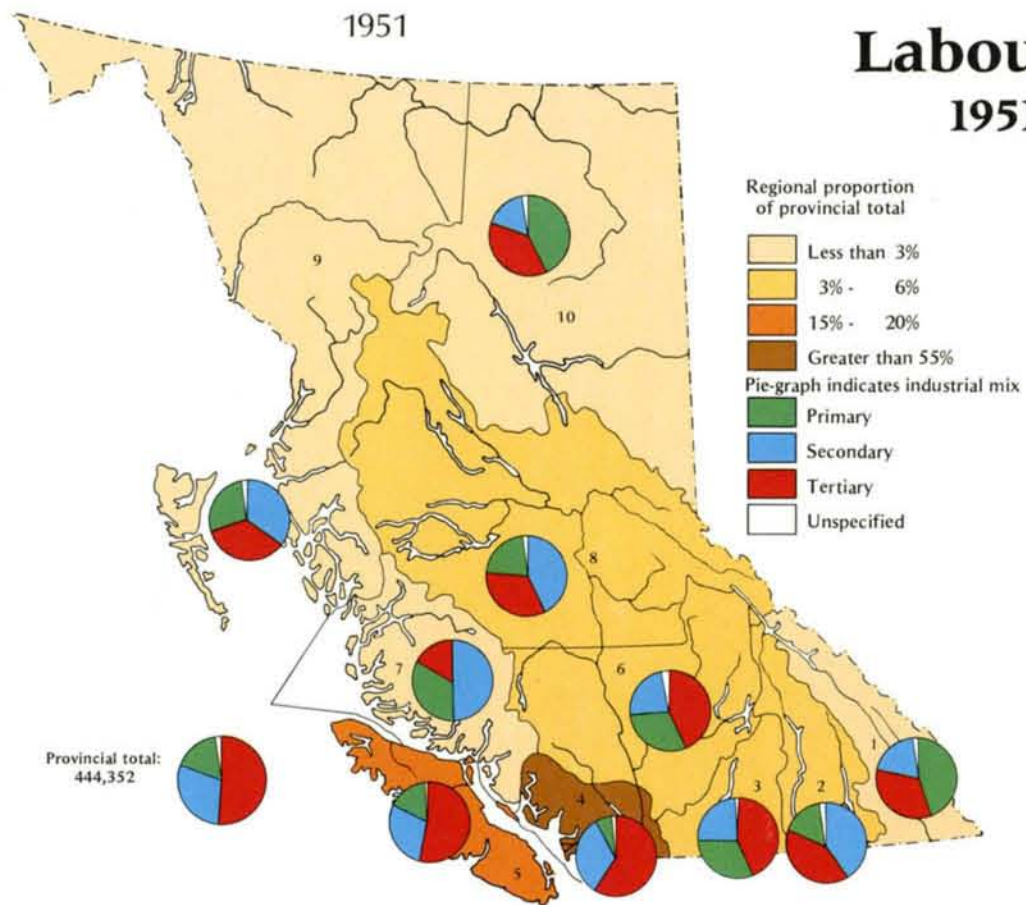 1951
Labou
1951
Regional proportion
of provincial total
Less than 3%
3% - 6%
15% - 20%
Greater than 55%
Pie-graph indicates industrial mix
Primary
Secondary
Tertiary
Unspecified
9
10
8
7
6
Provincial total:
444,352
1
2
3
4
5